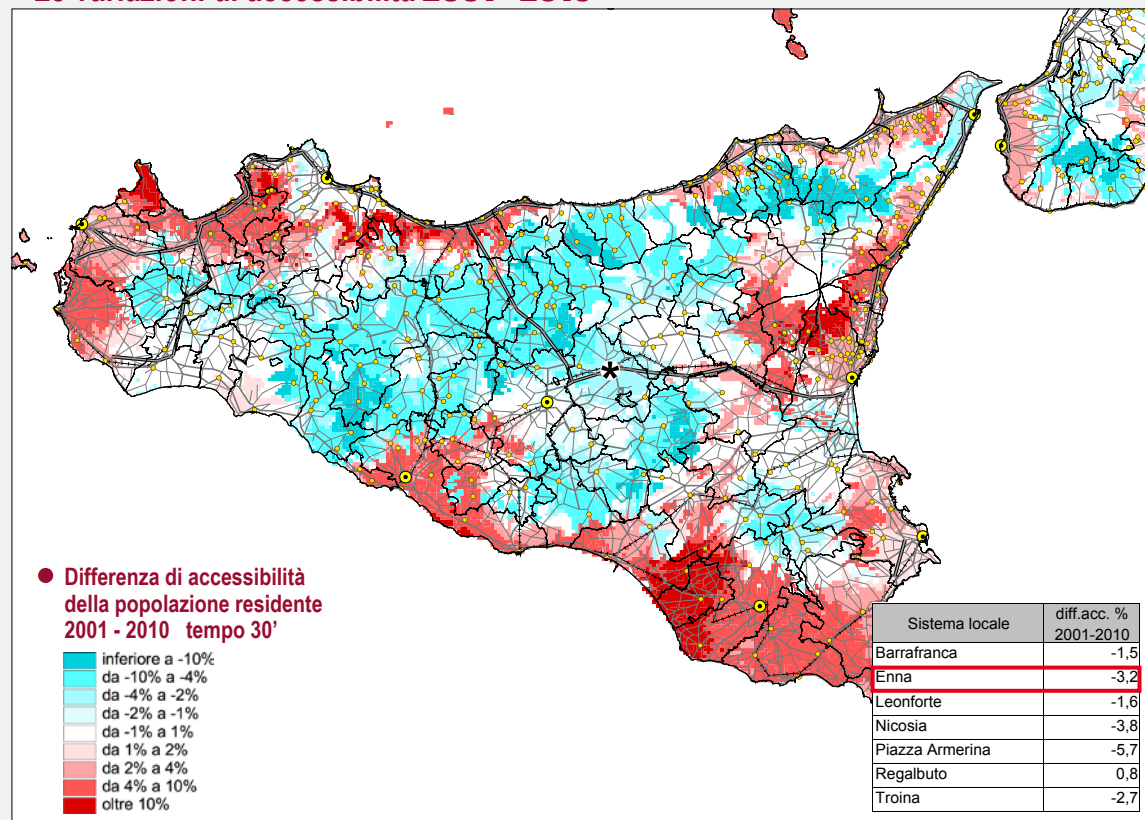 ● Differenza di accessibilità
della popolazione residente
2001 - 2010 tempo 30'
inferiore a -10%
da -10% a -4%
da -4% a -2%
da -2% a -1%
da -1% a 1%
da 1% a 2%
da 2% a 4%
da 4% a 10%
oltre 10%
Sistema locale diff.acc. %
2001-2010
Barrafranca -1,5
Enna -3,2
Leonforte -1,6
Nicosia -3,8
Piazza Armerina -5,7
Regalbuto 0,8
Troina -2,7